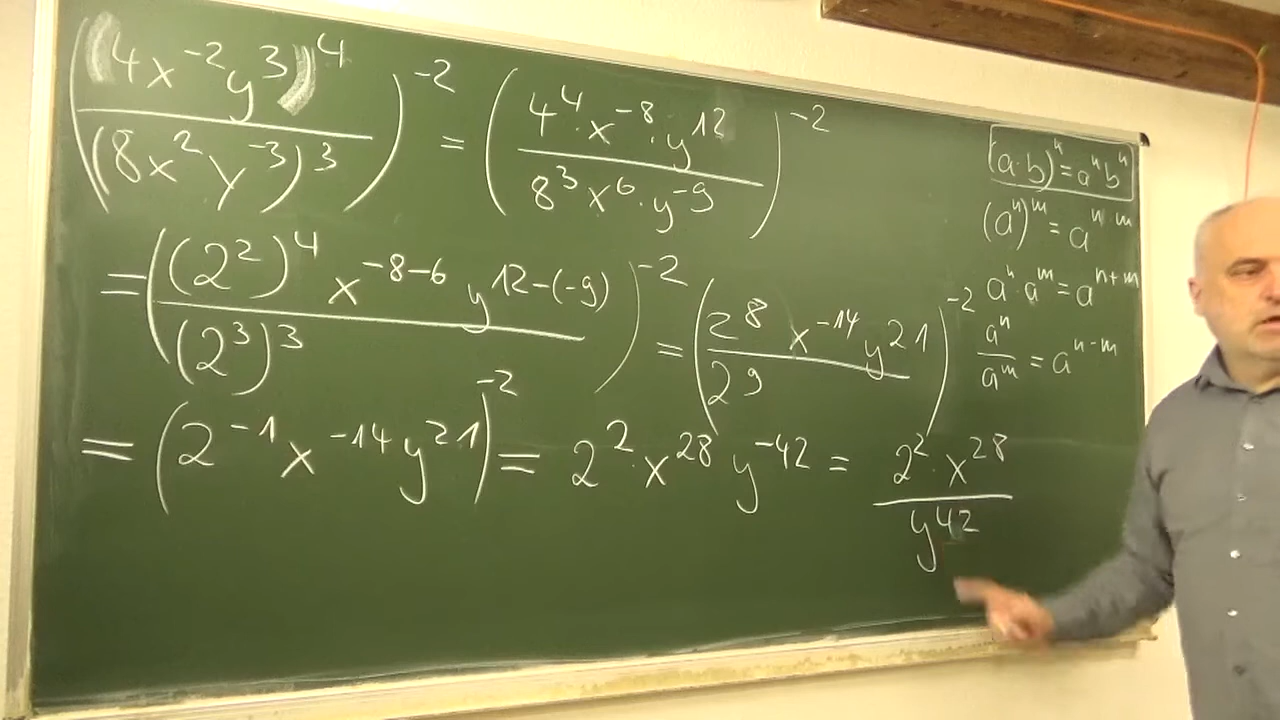 ((4x⁻²y³)⁴ / (8x²y⁻³)³)⁻² = (4⁴·x⁻⁸·y¹² / 8³x⁶·y⁻⁹)⁻²
= ((2²)⁴ x⁻⁸⁻⁶ y¹²⁻⁽⁻⁹⁾ / (2³)³)⁻² = (2⁸ x⁻¹⁴ y²¹ / 2⁹)⁻²
= (2⁻¹ x⁻¹⁴ y²¹)⁻² = 2²·x²⁸ y⁻⁴² = 2²·x²⁸ / y⁴²
(a·b)ⁿ = aⁿbⁿ
(aⁿ)ᵐ = aⁿ·ᵐ
aⁿ·aᵐ = aⁿ⁺ᵐ
aⁿ / aᵐ = aⁿ⁻ᵐ